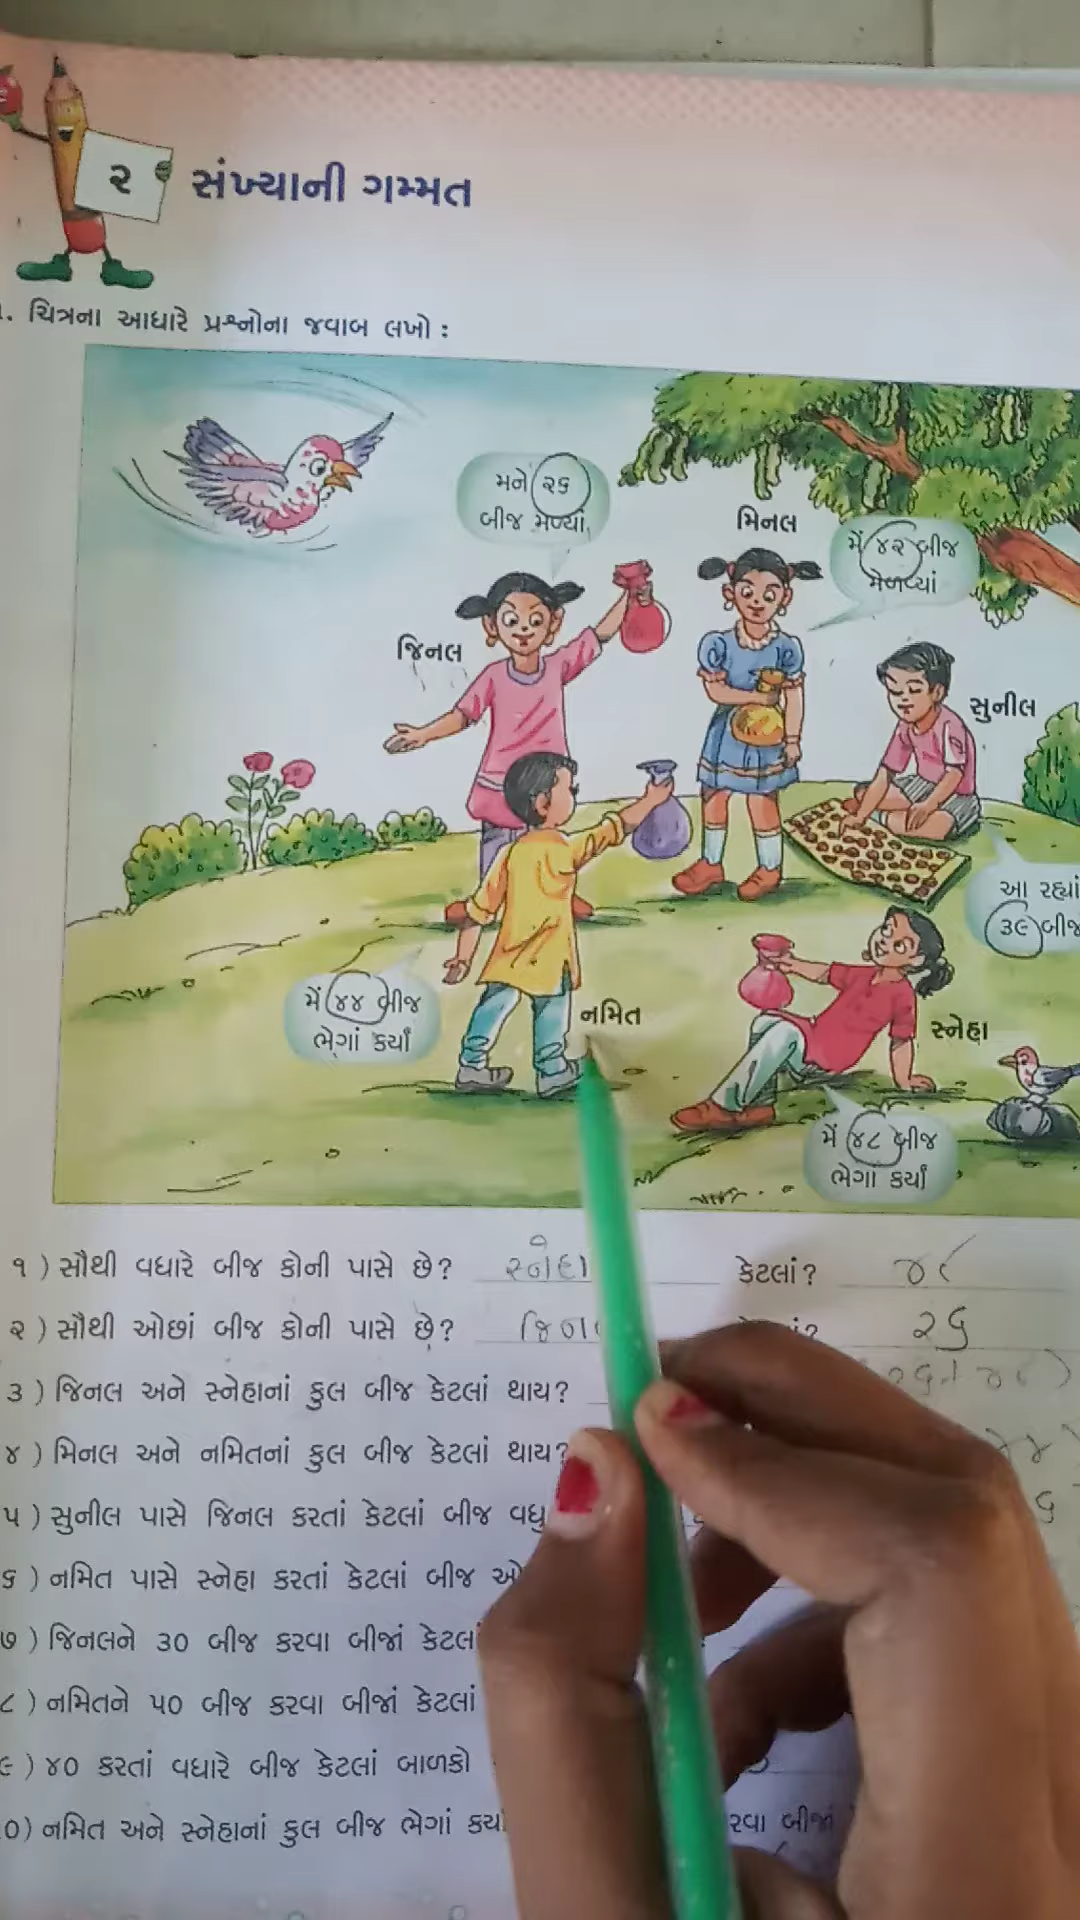 ૨
સંખ્યાની ગમ્મત
ચિત્રના આધારે પ્રશ્નોના જવાબ લખો :
મને ૨૬
બીજ મળ્યાં
મિનલ
મેં ૪૨ બીજ
મેળવ્યાં
જિનલ
સુનીલ
આ રહ્યાં
૩૯ બીજ
મેં ૪૪ બીજ
ભેગાં કર્યાં
નમિત
સ્નેહા
મેં ૪૮ બીજ
ભેગાં કર્યાં
૧ ) સૌથી વધારે બીજ કોની પાસે છે? સ્નેહા કેટલાં? ૪૮
૨ ) સૌથી ઓછાં બીજ કોની પાસે છે? ૨૬
૩ ) જિનલ અને સ્નેહાનાં કુલ બીજ કેટલાં થાય?
૪ ) મિનલ અને નમિતનાં કુલ બીજ કેટલાં થાય?
૫ ) સુનીલ પાસે જિનલ કરતાં કેટલાં બીજ વધુ
૬ ) નમિત પાસે સ્નેહા કરતાં કેટલાં બીજ
૭ ) જિનલને ૩૦ બીજ કરવા બીજાં કેટલાં
૮ ) નમિતને ૫૦ બીજ કરવા બીજાં કેટલાં
૯ ) ૪૦ કરતાં વધારે બીજ કેટલાં બાળકો
૦) નમિત અને સ્નેહાનાં કુલ બીજ ભેગાં બીજાં